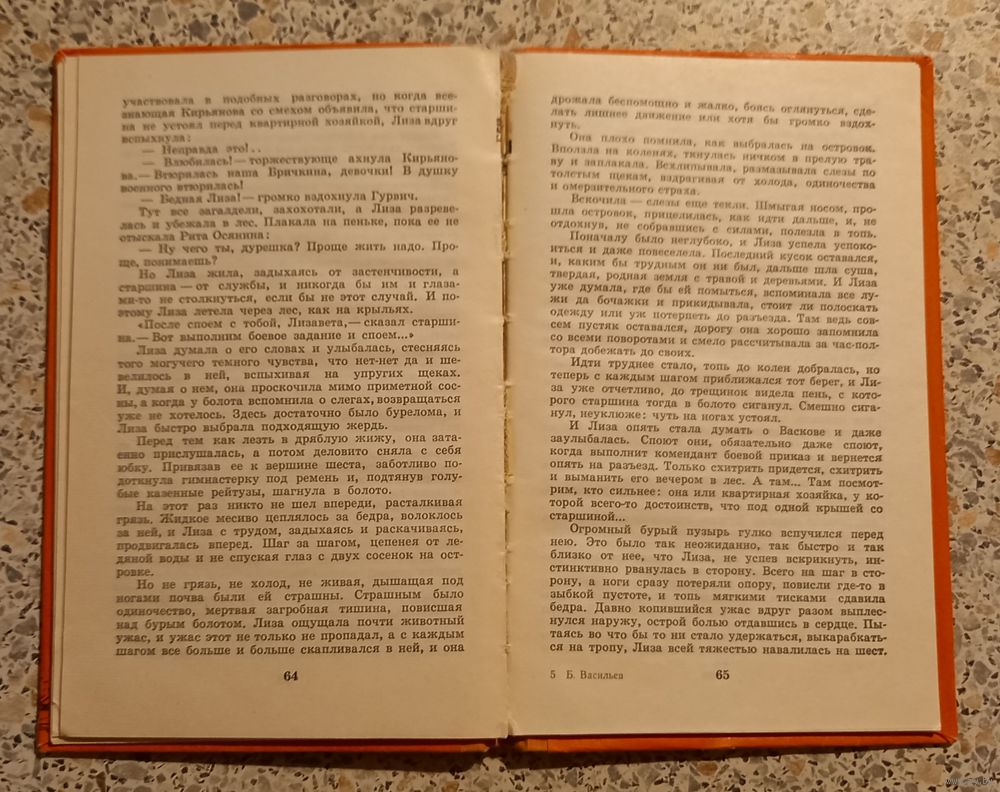 участвовала в подобных разговорах, но когда все-
знающая Кирьянова со смехом объявила, что старши-
на не устоял перед квартирной хозяйкой, Лиза вдруг
вспыхнула:
— Неправда это!..
— Влюбилась! — торжествующе ахнула Кирьяно-
ва.— Втюрилась наша Бричкина, девочки! В душку
военного втюрилась!
— Бедная Лиза! — громко вздохнула Гурвич.
Тут все загалдели, захохотали, а Лиза разреве-
лась и убежала в лес. Плакала на пеньке, пока ее не
отыскала Рита Осянина:
— Ну чего ты, дурешка? Проще жить надо. Про-
ще, понимаешь?
Но Лиза жила, задыхаясь от застенчивости, а
старшина — от службы, и никогда бы им и глаза-
ми-то не столкнуться, если бы не этот случай. И по-
этому Лиза летела через лес, как на крыльях.
«После споем с тобой, Лизавета,— сказал старши-
на.— Вот выполним боевое задание и споем...»
Лиза думала о его словах и улыбалась, стесняясь
того могучего темного чувства, что нет-нет да и ше-
велилось в ней, вспыхивая на упругих щеках.
И, думая о нем, она проскочила мимо приметной сос-
ны, а когда у болота вспомнила о слегах, возвращаться
уже не хотелось. Здесь достаточно было бурелома, и
Лиза быстро выбрала подходящую жердь.
Перед тем как лезть в дряблую жижу, она зата-
енно прислушалась, а потом деловито сняла с себя
юбку. Привязав ее к вершине шеста, заботливо по-
доткнула гимнастерку под ремень и, подтянув голу-
бые казенные рейтузы, шагнула в болото.
На этот раз никто не шел впереди, расталкивая
грязь. Жидкое месиво цеплялось за бедра, волоклось
за ней, и Лиза с трудом, задыхаясь и раскачиваясь,
продвигалась вперед. Шаг за шагом, цепенея от ле-
дяной воды и не спуская глаз с двух сосенок на ост-
ровке.
Но не грязь, не холод, не живая, дышащая под
ногами почва были ей страшны. Страшным было
одиночество, мертвая загробная тишина, повисшая
над бурым болотом. Лиза ощущала почти животный
ужас, и ужас этот не только не пропадал, а с каждым
шагом все больше и больше скапливался в ней, и она
64
дрожала беспомощно и жалко, боясь оглянуться, сде-
лать лишнее движение или хотя бы громко вздох-
нуть.
Она плохо помнила, как выбралась на островок.
Вползла на коленях, ткнулась ничком в прелую тра-
ву и заплакала. Всхлипывала, размазывала слезы по
толстым щекам, вздрагивая от холода, одиночества
и омерзительного страха.
Вскочила — слезы еще текли. Шмыгая носом, про-
шла островок, прицелилась, как идти дальше, и, не
отдохнув, не собравшись с силами, полезла в топь.
Поначалу было неглубоко, и Лиза успела успоко-
иться и даже повеселела. Последний кусок оставался,
и, каким бы трудным он ни был, дальше шла суша,
твердая, родная земля с травой и деревьями. И Лиза
уже думала, где бы ей помыться, вспоминала все лу-
жи да бочажки и прикидывала, стоит ли полоскать
одежду или уж потерпеть до разъезда. Там ведь сов-
сем пустяк оставался, дорогу она хорошо запомнила
со всеми поворотами и смело рассчитывала за час-пол-
тора добежать до своих.
Идти труднее стало, топь до колен добралась, но
теперь с каждым шагом приближался тот берег, и Ли-
за уже отчетливо, до трещинок видела пень, с кото-
рого старшина тогда в болото сиганул. Смешно сига-
нул, неуклюже: чуть на ногах устоял.
И Лиза опять стала думать о Васкове и даже
заулыбалась. Споют они, обязательно даже споют,
когда выполнит комендант боевой приказ и вернется
опять на разъезд. Только схитрить придется, схитрить
и выманить его вечером в лес. А там... Там посмот-
рим, кто сильнее: она или квартирная хозяйка, у ко-
торой всего-то достоинств, что под одной крышей со
старшиной...
Огромный бурый пузырь гулко вспучился перед
нею. Это было так неожиданно, так быстро и так
близко от нее, что Лиза, не успев вскрикнуть, ин-
стинктивно рванулась в сторону. Всего на шаг в сто-
рону, а ноги сразу потеряли опору, повисли где-то в
зыбкой пустоте, и топь мягкими тисками сдавила
бедра. Давно копившийся ужас вдруг разом выплес-
нулся наружу, острой болью отдавшись в сердце. Пы-
таясь во что бы то ни стало удержаться, выкарабкать-
ся на тропу, Лиза всей тяжестью навалилась на шест.
5 Б. Васильев
65